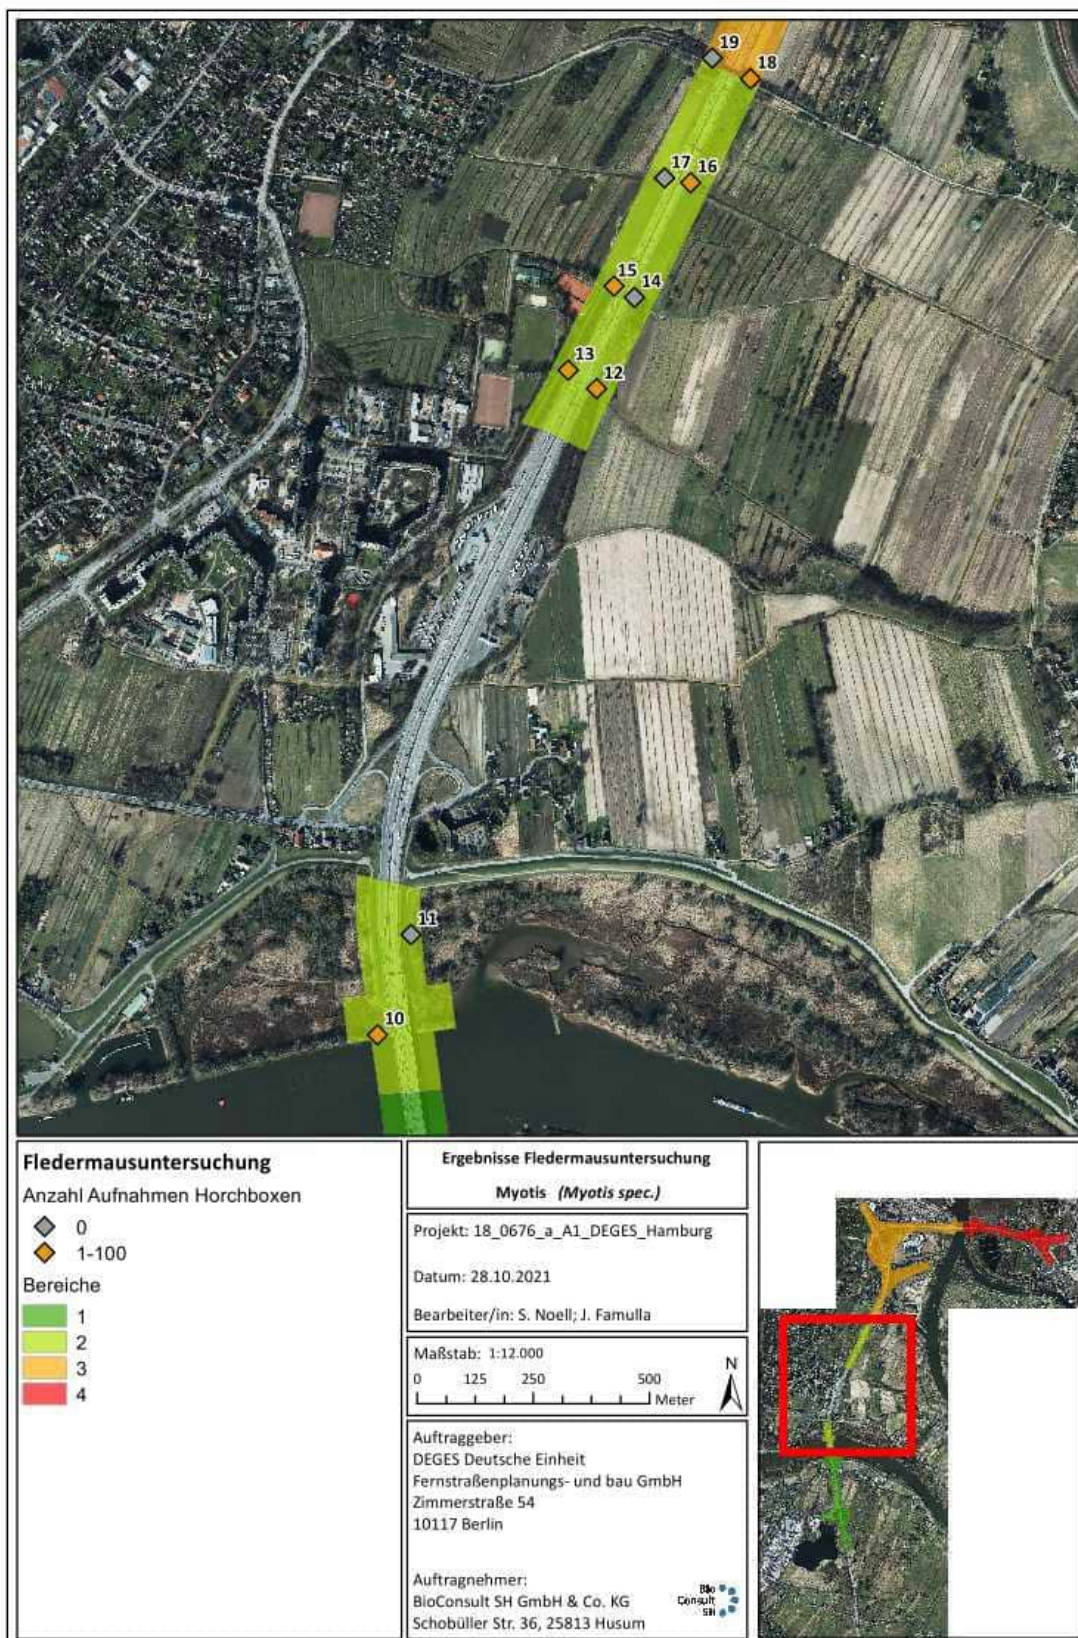 19
18
17
16
15
14
13
12
11
10
Fledermausuntersuchung
Anzahl Aufnahmen Horchboxen
0
1-100
Bereiche
1
2
3
4
Ergebnisse Fledermausuntersuchung
Myotis (Myotis spec.)
Projekt: 18_0676_a_A1_DEGES_Hamburg
Datum: 28.10.2021
Bearbeiter/in: S. Noell; J. Famulla
Maßstab: 1:12.000
0 125 250 500
Meter
N
Auftraggeber:
DEGES Deutsche Einheit
Fernstraßenplanungs- und bau GmbH
Zimmerstraße 54
10117 Berlin
Auftragnehmer:
BioConsult SH GmbH & Co. KG
Schobüller Str. 36, 25813 Husum
Bio
Consult
SH